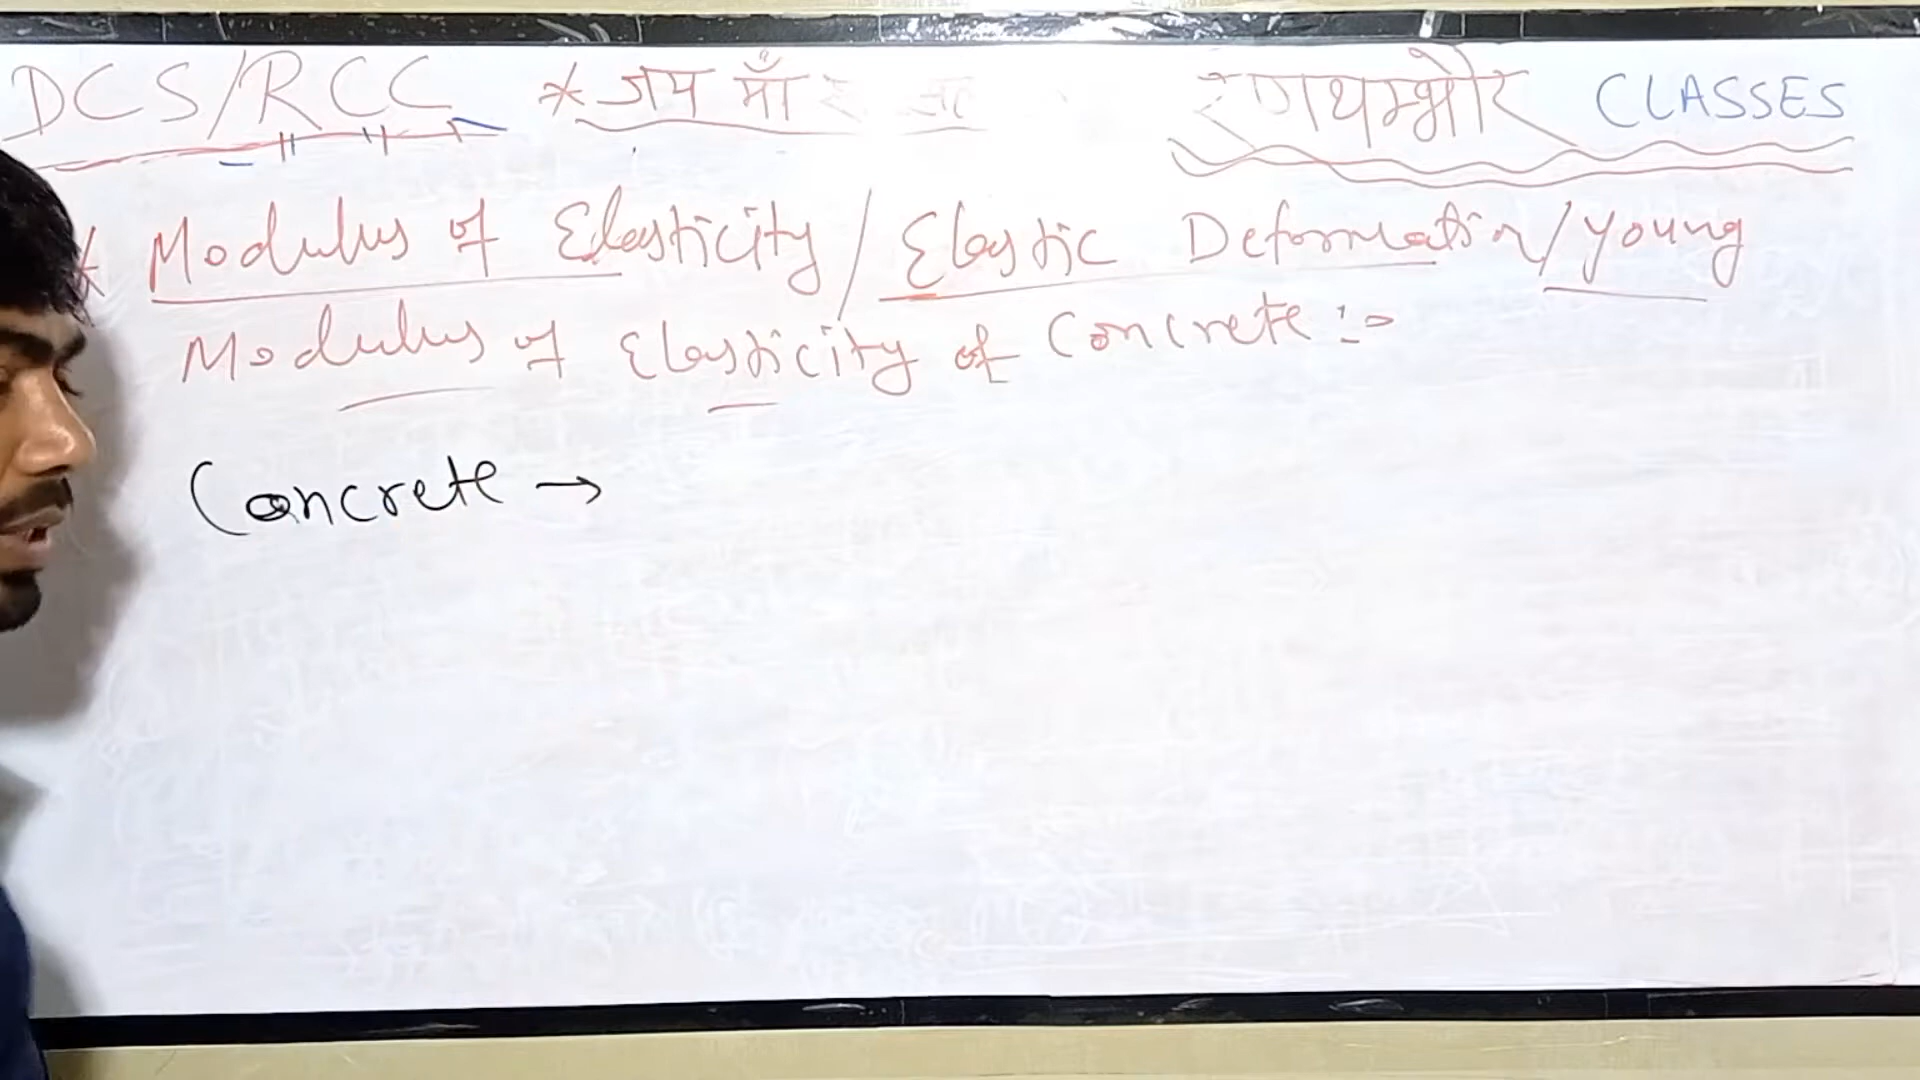 DCS/RCC * जय माँ रणथम्भौर CLASSES
* Modulus of Elasticity / Elastic Deformation / Young
Modulus of Elasticity of Concrete :-
Concrete →